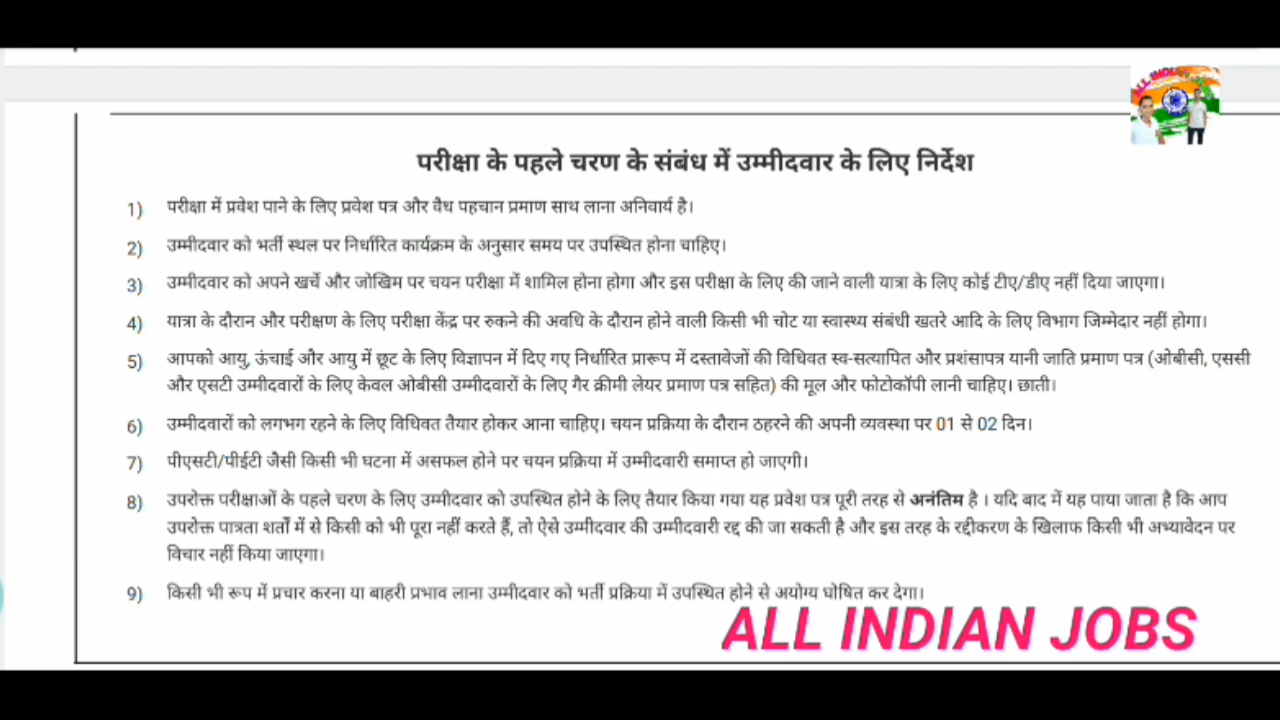 ALL INDIAN
परीक्षा के पहले चरण के संबंध में उम्मीदवार के लिए निर्देश
1) परीक्षा में प्रवेश पाने के लिए प्रवेश पत्र और वैध पहचान प्रमाण साथ लाना अनिवार्य है।
2) उम्मीदवार को भर्ती स्थल पर निर्धारित कार्यक्रम के अनुसार समय पर उपस्थित होना चाहिए।
3) उम्मीदवार को अपने खर्चे और जोखिम पर चयन परीक्षा में शामिल होना होगा और इस परीक्षा के लिए की जाने वाली यात्रा के लिए कोई टीए/डीए नहीं दिया जाएगा।
4) यात्रा के दौरान और परीक्षण के लिए परीक्षा केंद्र पर रुकने की अवधि के दौरान होने वाली किसी भी चोट या स्वास्थ्य संबंधी खतरे आदि के लिए विभाग जिम्मेदार नहीं होगा।
5) आपको आयु, ऊंचाई और आयु में छूट के लिए विज्ञापन में दिए गए निर्धारित प्रारूप में दस्तावेजों की विधिवत स्व-सत्यापित और प्रशंसापत्र यानी जाति प्रमाण पत्र (ओबीसी, एससी
और एसटी उम्मीदवारों के लिए केवल ओबीसी उम्मीदवारों के लिए गैर क्रीमी लेयर प्रमाण पत्र सहित) की मूल और फोटोकॉपी लानी चाहिए। छाती।
6) उम्मीदवारों को लगभग रहने के लिए विधिवत तैयार होकर आना चाहिए। चयन प्रक्रिया के दौरान ठहरने की अपनी व्यवस्था पर 01 से 02 दिन।
7) पीएसटी/पीईटी जैसी किसी भी घटना में असफल होने पर चयन प्रक्रिया में उम्मीदवारी समाप्त हो जाएगी।
8) उपरोक्त परीक्षाओं के पहले चरण के लिए उम्मीदवार को उपस्थित होने के लिए तैयार किया गया यह प्रवेश पत्र पूरी तरह से अनंतिम है । यदि बाद में यह पाया जाता है कि आप
उपरोक्त पात्रता शर्तों में से किसी को भी पूरा नहीं करते हैं, तो ऐसे उम्मीदवार की उम्मीदवारी रद्द की जा सकती है और इस तरह के रद्दीकरण के खिलाफ किसी भी अभ्यावेदन पर
विचार नहीं किया जाएगा।
9) किसी भी रूप में प्रचार करना या बाहरी प्रभाव लाना उम्मीदवार को भर्ती प्रक्रिया में उपस्थित होने से अयोग्य घोषित कर देगा।
ALL INDIAN JOBS